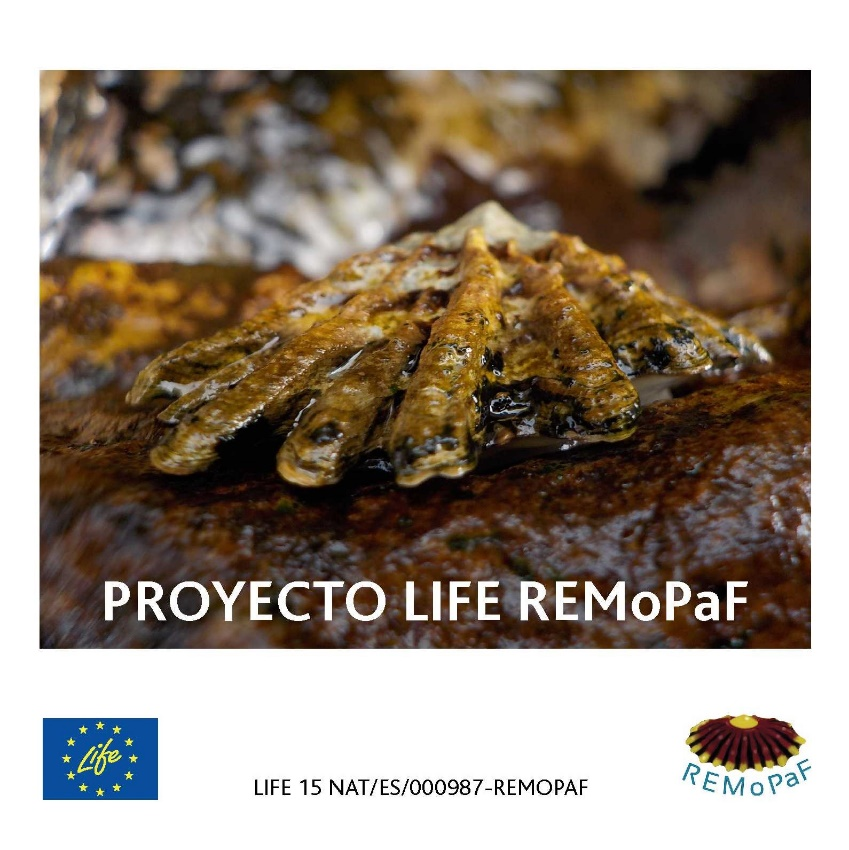 PROYECTO LIFE REMoPaF
Life
LIFE 15 NAT/ES/000987-REMOPAF
REMoPaF